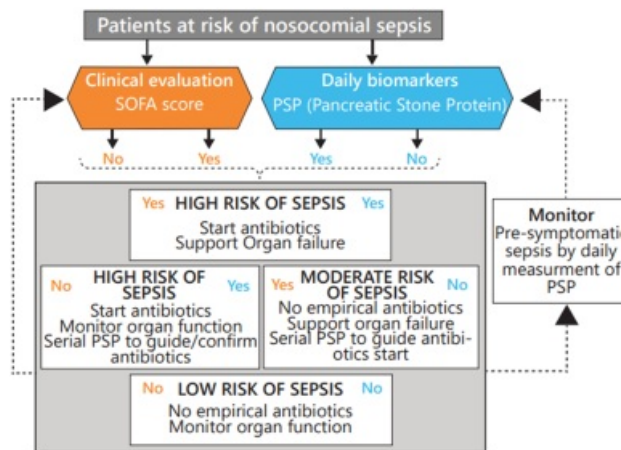 Patients at risk of nosocomial sepsis
Clinical evaluation
SOFA score
Daily biomarkers
PSP (Pancreatic Stone Protein)
No
Yes
Yes
No
Yes HIGH RISK OF SEPSIS Yes
Start antibiotics
Support Organ failure
No HIGH RISK OF Yes
SEPSIS
Start antibiotics
Monitor organ function
Serial PSP to guide/confirm
antibiotics
Yes MODERATE RISK No
OF SEPSIS
No empirical antibiotics
Support organ failure
Serial PSP to guide antibi-
otics start
No LOW RISK OF SEPSIS No
No empirical antibiotics
Monitor organ function
Monitor
Pre-symptomatic
sepsis by daily
measurment of
PSP